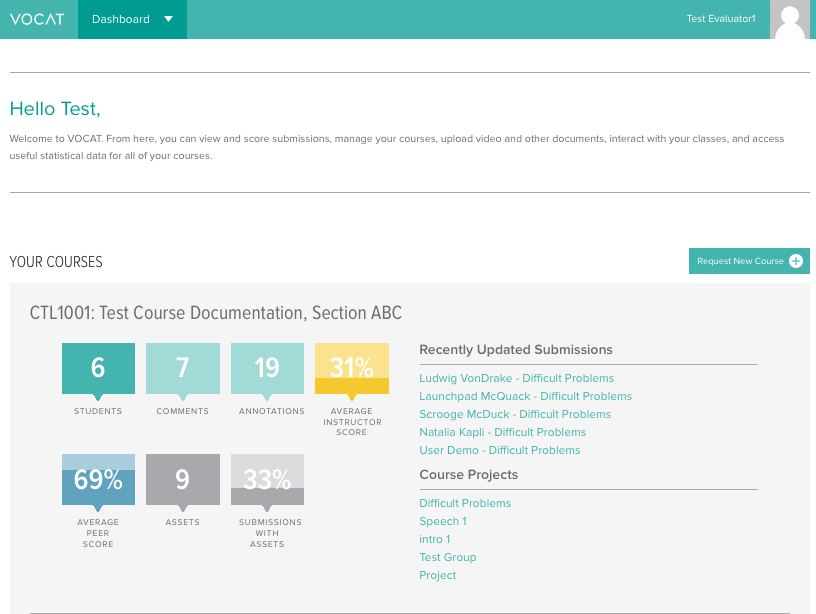 VOCAT
Dashboard
Test Evaluator1
Hello Test,
Welcome to VOCAT. From here, you can view and score submissions, manage your courses, upload video and other documents, interact with your classes, and access
useful statistical data for all of your courses.
YOUR COURSES
Request New Course
CTL1001: Test Course Documentation, Section ABC
6
STUDENTS
7
COMMENTS
19
ANNOTATIONS
31%
AVERAGE
INSTRUCTOR
SCORE
69%
AVERAGE
PEER
SCORE
9
ASSETS
33%
SUBMISSIONS
WITH
ASSETS
Recently Updated Submissions
Ludwig VonDrake - Difficult Problems
Launchpad McQuack - Difficult Problems
Scrooge McDuck - Difficult Problems
Natalia Kapli - Difficult Problems
User Demo - Difficult Problems
Course Projects
Difficult Problems
Speech 1
intro 1
Test Group
Project